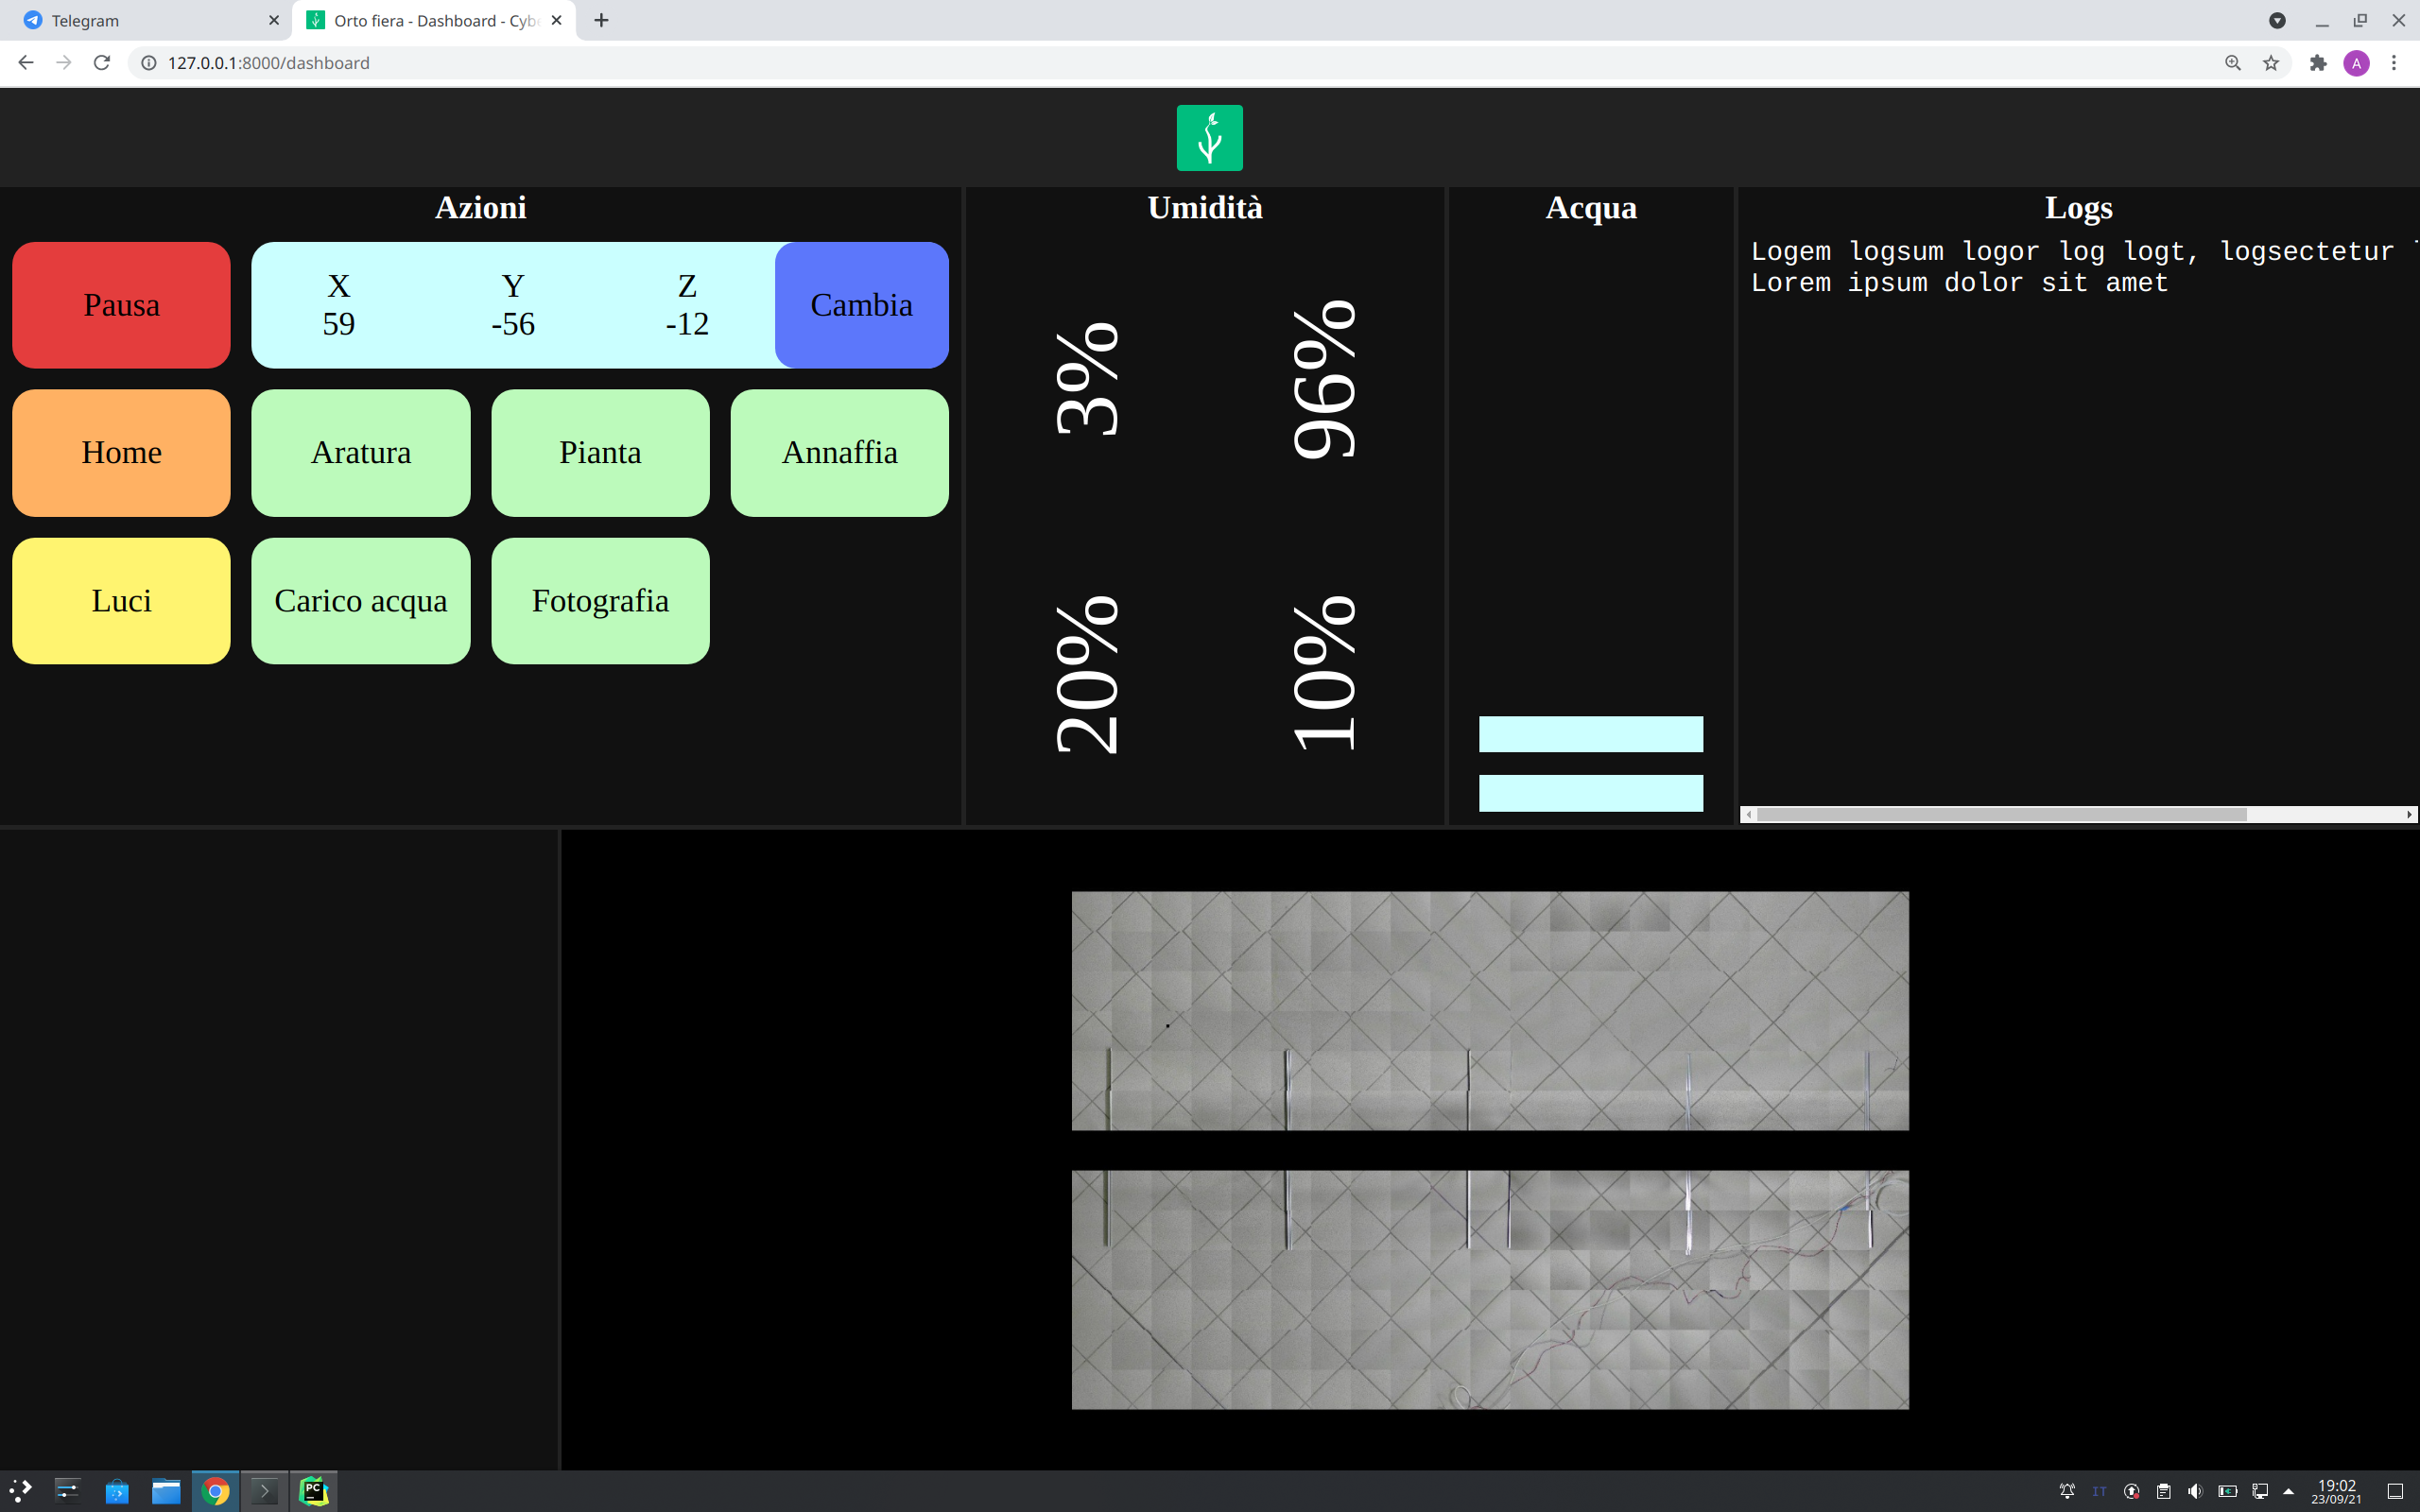 Telegram
Orto fiera - Dashboard - Cybe
127.0.0.1:8000/dashboard
A
Azioni
Pausa
X
Y
Z
59
-56
-12
Cambia
Home
Aratura
Pianta
Annaffia
Luci
Carico acqua
Fotografia
Umidità
3%
96%
20%
10%
Acqua
Logs
Logem logsum logor log logt, logsectetur
Lorem ipsum dolor sit amet
PC
IT
19:02
23/09/21